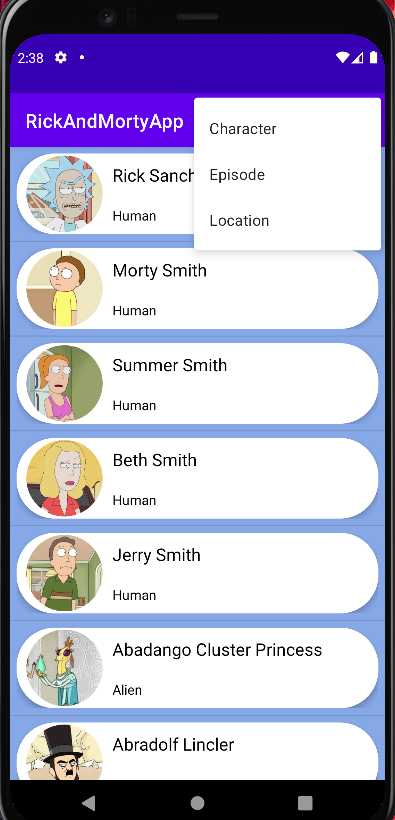 2:38
RickAndMortyApp
Character
Episode
Location
Rick Sanch
Human
Morty Smith
Human
Summer Smith
Human
Beth Smith
Human
Jerry Smith
Human
Abadango Cluster Princess
Alien
Abradolf Lincler